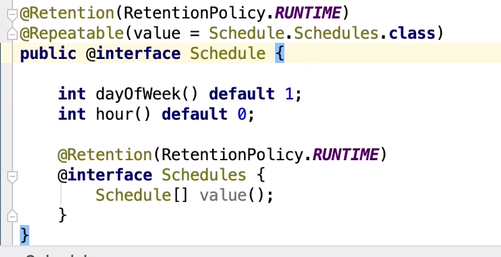 @Retention(RetentionPolicy.RUNTIME)
@Repeatable(value = Schedule.Schedules.class)
public @interface Schedule {
int dayOfWeek() default 1;
int hour() default 0;
@Retention(RetentionPolicy.RUNTIME)
@interface Schedules {
Schedule[] value();
}
}